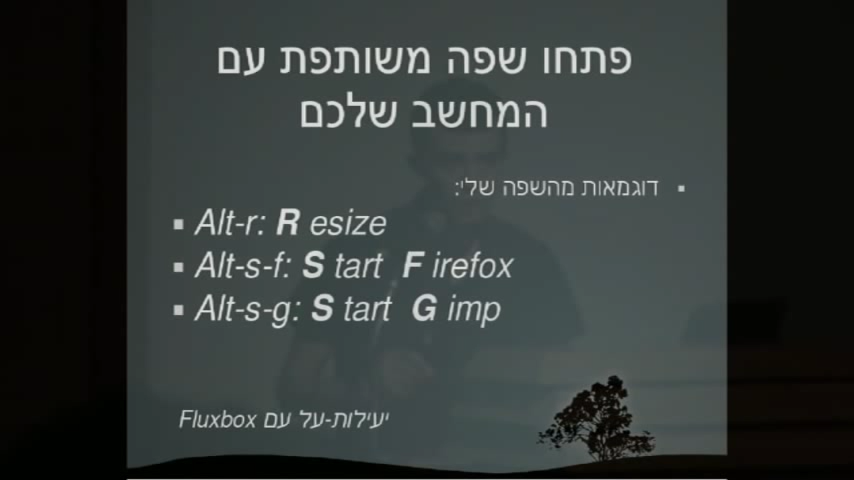 פתחו שפה משותפת עם
המחשב שלכם
▪ דוגמאות מהשפה שלי:
▪ Alt-r: R esize
▪ Alt-s-f: S tart F irefox
▪ Alt-s-g: S tart G imp
יעילות-על עם Fluxbox